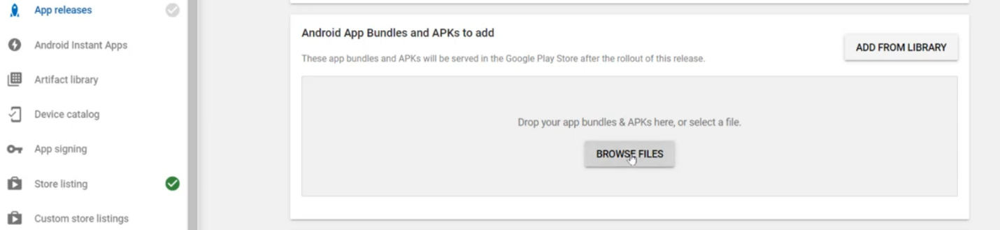 App releases
Android Instant Apps
Artifact library
Device catalog
App signing
Store listing
Custom store listings
Android App Bundles and APKs to add
These app bundles and APKs will be served in the Google Play Store after the rollout of this release.
ADD FROM LIBRARY
Drop your app bundles & APKs here, or select a file.
BROWSE FILES